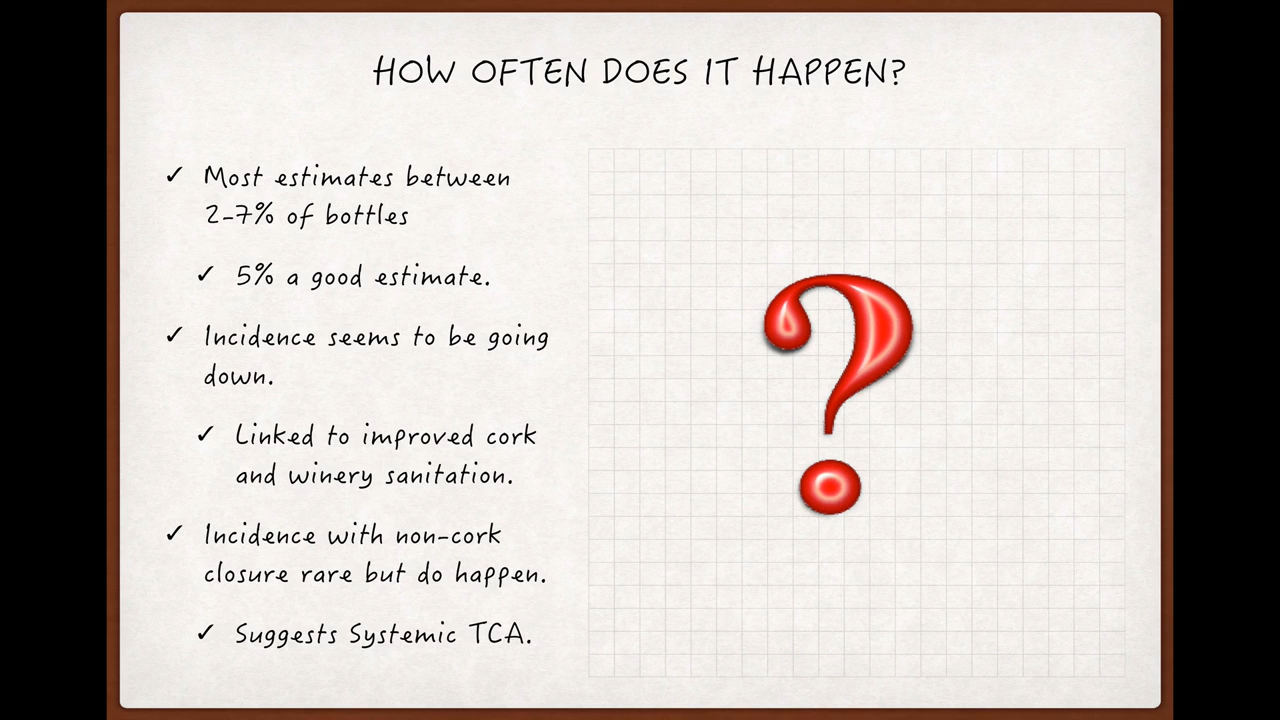 HOW OFTEN DOES IT HAPPEN?
✓ Most estimates between
2-7% of bottles
✓ 5% a good estimate.
✓ Incidence seems to be going
down.
✓ Linked to improved cork
and winery sanitation.
✓ Incidence with non-cork
closure rare but do happen.
✓ Suggests Systemic TCA.
?